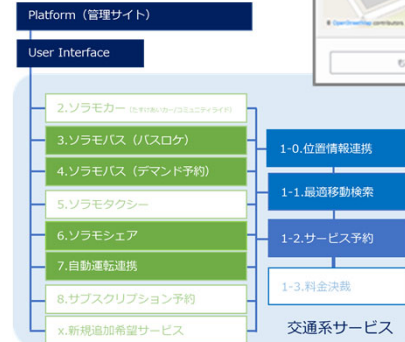 Platform（管理サイト）
© OpenStreetMap contributors
User Interface
2.ソラモカー（たすけあいカー/コミュニティライド）
3.ソラモバス（バスロケ）
4.ソラモバス（デマンド予約）
5.ソラモタクシー
6.ソラモシェア
7.自動運転連携
8.サブスクリプション予約
x.新規追加希望サービス
1-0.位置情報連携
1-1.最適移動検索
1-2.サービス予約
1-3.料金決裁
交通系サービス